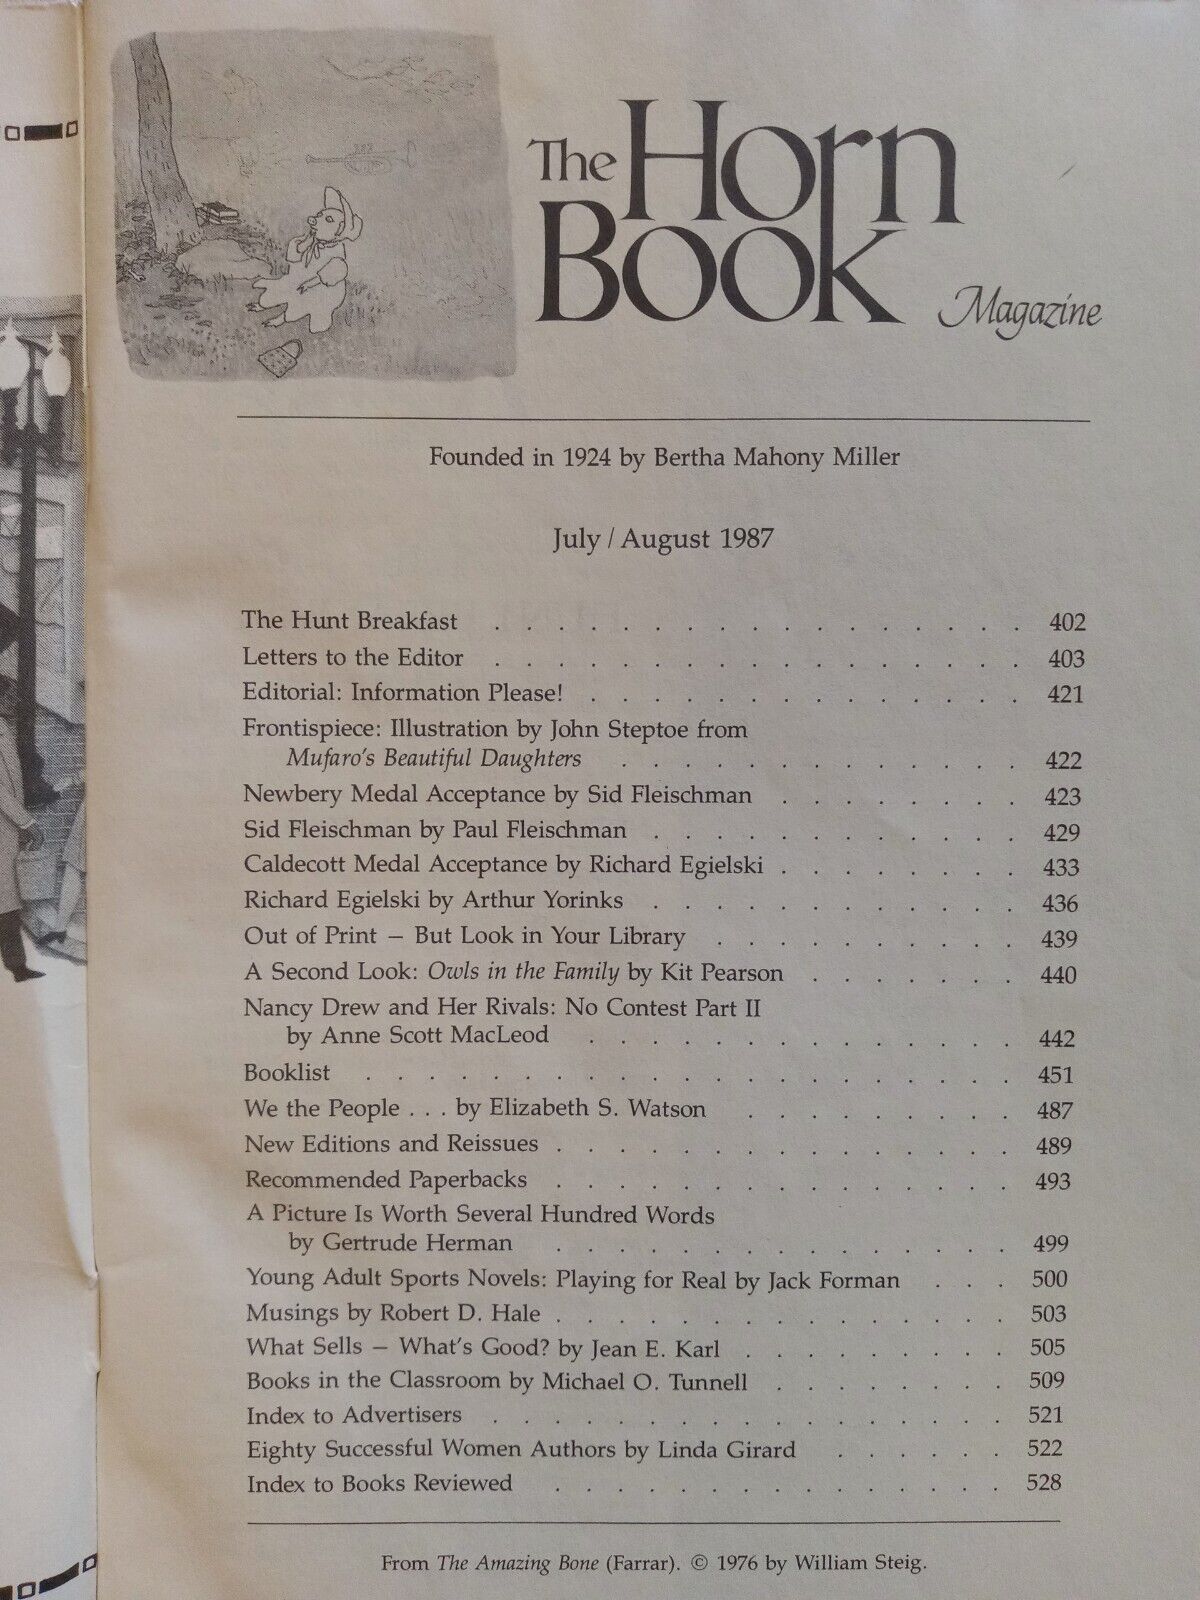 The Horn
Book Magazine
Founded in 1924 by Bertha Mahony Miller
July / August 1987
The Hunt Breakfast . . . . . . . . . . . . . . . . . 402
Letters to the Editor . . . . . . . . . . . . . . . . . 403
Editorial: Information Please! . . . . . . . . . . . . . . 421
Frontispiece: Illustration by John Steptoe from
Mufaro's Beautiful Daughters . . . . . . . . . . . . . 422
Newbery Medal Acceptance by Sid Fleischman . . . . . . . . 423
Sid Fleischman by Paul Fleischman . . . . . . . . . . . . 429
Caldecott Medal Acceptance by Richard Egielski . . . . . . . . 433
Richard Egielski by Arthur Yorinks . . . . . . . . . . . . 436
Out of Print – But Look in Your Library . . . . . . . . . . 439
A Second Look: Owls in the Family by Kit Pearson . . . . . . . 440
Nancy Drew and Her Rivals: No Contest Part II
by Anne Scott MacLeod . . . . . . . . . . . . . . 442
Booklist . . . . . . . . . . . . . . . . . . . . . 451
We the People . . . by Elizabeth S. Watson . . . . . . . . . 487
New Editions and Reissues . . . . . . . . . . . . . . . 489
Recommended Paperbacks . . . . . . . . . . . . . . . 493
A Picture Is Worth Several Hundred Words
by Gertrude Herman . . . . . . . . . . . . . . . 499
Young Adult Sports Novels: Playing for Real by Jack Forman . . . 500
Musings by Robert D. Hale . . . . . . . . . . . . . . . 503
What Sells – What's Good? by Jean E. Karl . . . . . . . . . 505
Books in the Classroom by Michael O. Tunnell . . . . . . . . 509
Index to Advertisers . . . . . . . . . . . . . . . . . 521
Eighty Successful Women Authors by Linda Girard . . . . . . 522
Index to Books Reviewed . . . . . . . . . . . . . . . 528
From The Amazing Bone (Farrar). © 1976 by William Steig.